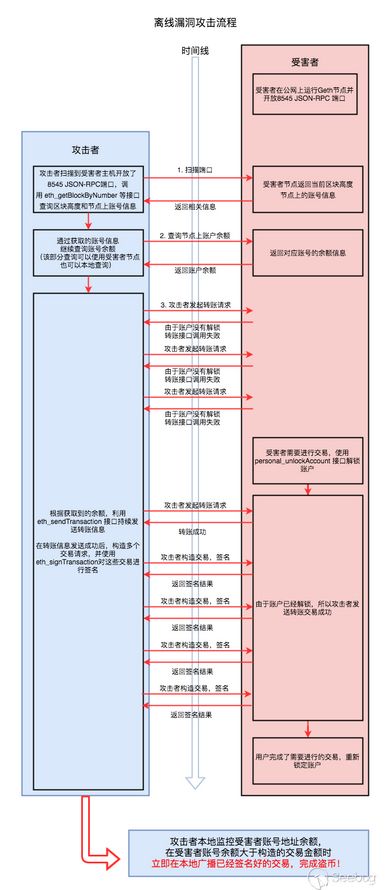 离线漏洞攻击流程
时间线
受害者
受害者在公网上运行Geth节点并
开放8545 JSON-RPC 端口
攻击者
攻击者扫描到受害者主机开放了
8545 JSON-RPC端口，调
用 eth_getBlockByNumber 等接口
查询区块高度和节点上账号信息
1. 扫描端口
返回相关信息
受害者节点返回当前区块高度
节点上的账号信息
通过获取的账号信息
继续查询账号余额
（该部分查询可以使用受害者节点
也可以本地查询）
2. 查询节点上账户余额
返回账户余额
返回对应账号的余额信息
3. 攻击者发起转账请求
由于账户没有解锁
转账接口调用失败
攻击者发起转账请求
由于账户没有解锁
转账接口调用失败
攻击者发起转账请求
由于账户没有解锁
转账接口调用失败
受害者需要进行交易，使用
personal_unlockAccount 接口解锁
账户
根据获取到的余额，利用
eth_sendTransaction 接口持续发
送转账信息
在转账信息发送成功后，构造多个
交易请求，并使用
eth_signTransaction对这些交易进
行签名
攻击者发起转账请求
转账成功
攻击者构造交易，签名
返回签名结果
攻击者构造交易，签名
返回签名结果
攻击者构造交易，签名
返回签名结果
攻击者构造交易，签名
返回签名结果
由于账户已经解锁，所以攻击者发
送转账交易成功
用户完成了需要进行的交易，重新
锁定账户
攻击者本地监控受害者账号地址余额，
在受害者账号余额大于构造的交易金额时
立即在本地广播已经签名好的交易，完成盗币！
Seebug